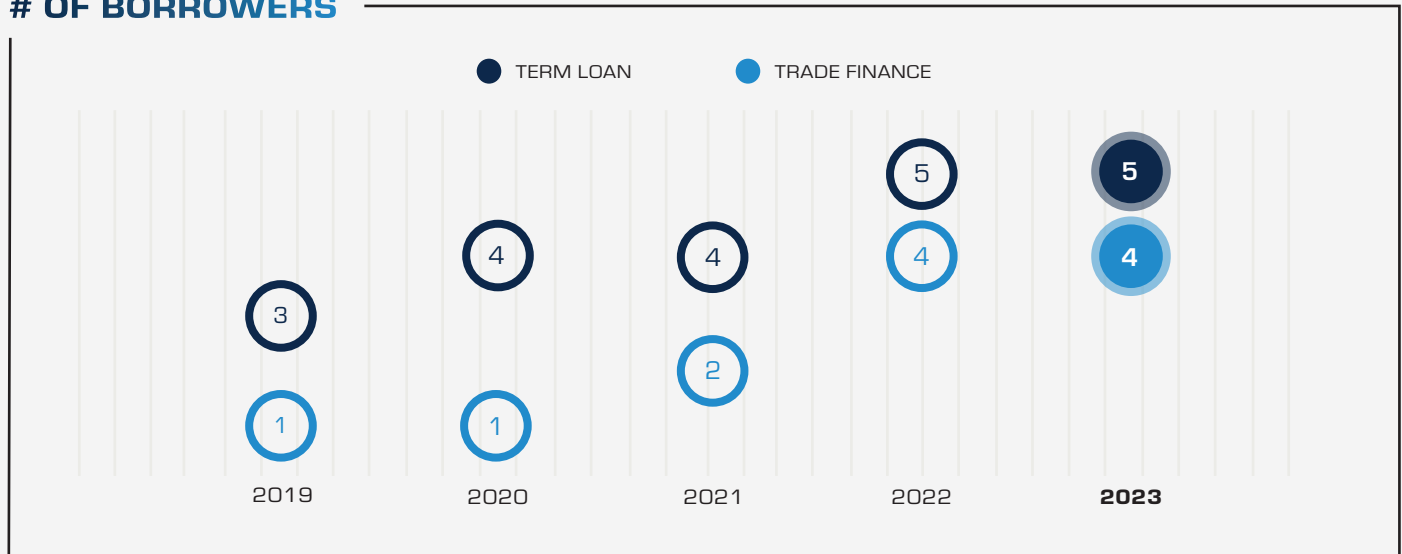 # OF BORROWERS
TERM LOAN TRADE FINANCE
5 5
4 4 4 4
3
2
1 1
2019 2020 2021 2022 2023